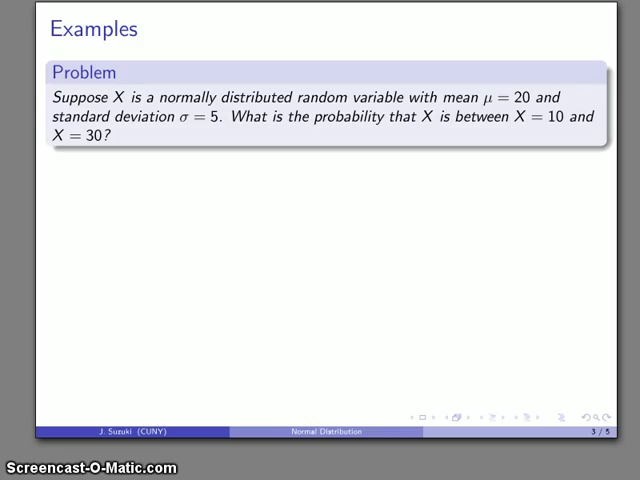 Examples
Problem
Suppose X is a normally distributed random variable with mean μ = 20 and
standard deviation σ = 5. What is the probability that X is between X = 10 and
X = 30?
J. Suzuki (CUNY) Normal Distribution 3 / 5
Screencast-O-Matic.com